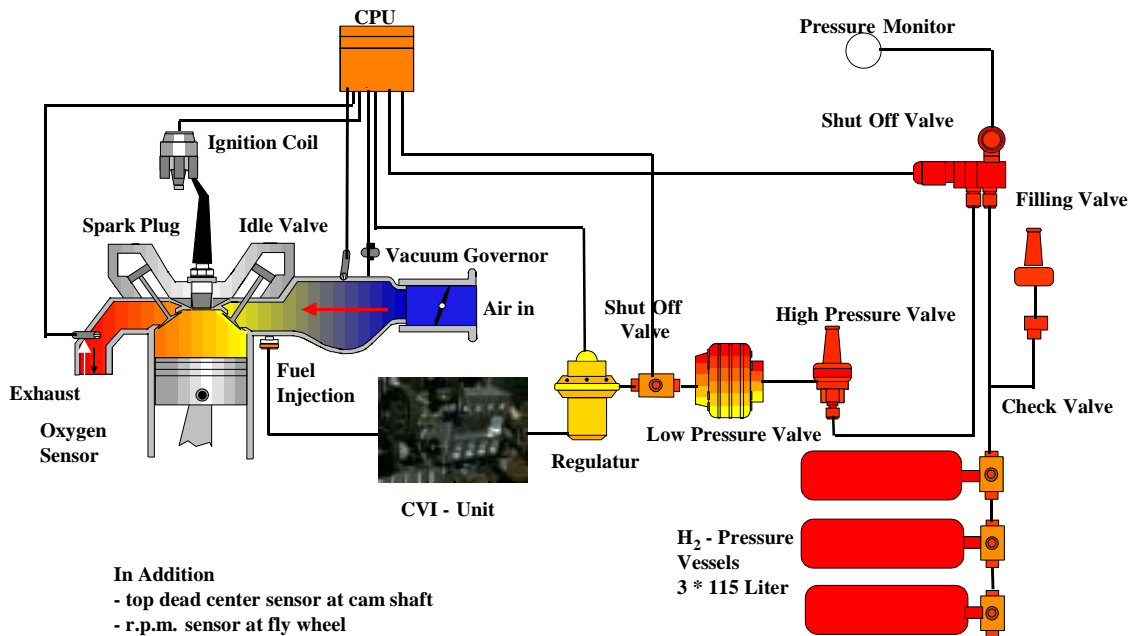 CPU
Pressure Monitor
Shut Off Valve
Ignition Coil
Filling Valve
Spark Plug
Idle Valve
Vacuum Governor
Air in
Shut Off
Valve
High Pressure Valve
Exhaust
Fuel
Injection
Check Valve
Oxygen
Sensor
Low Pressure Valve
Regulatur
CVI - Unit
H₂ - Pressure
Vessels
3 * 115 Liter
In Addition
- top dead center sensor at cam shaft
- r.p.m. sensor at fly wheel